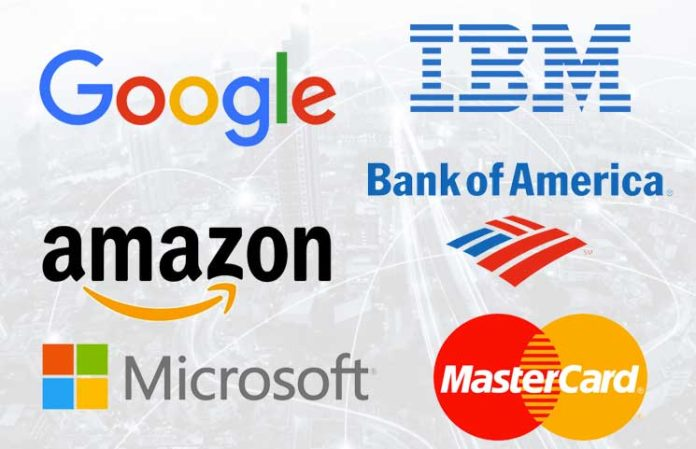 Google
IBM
Bank of America
amazon
Microsoft
MasterCard